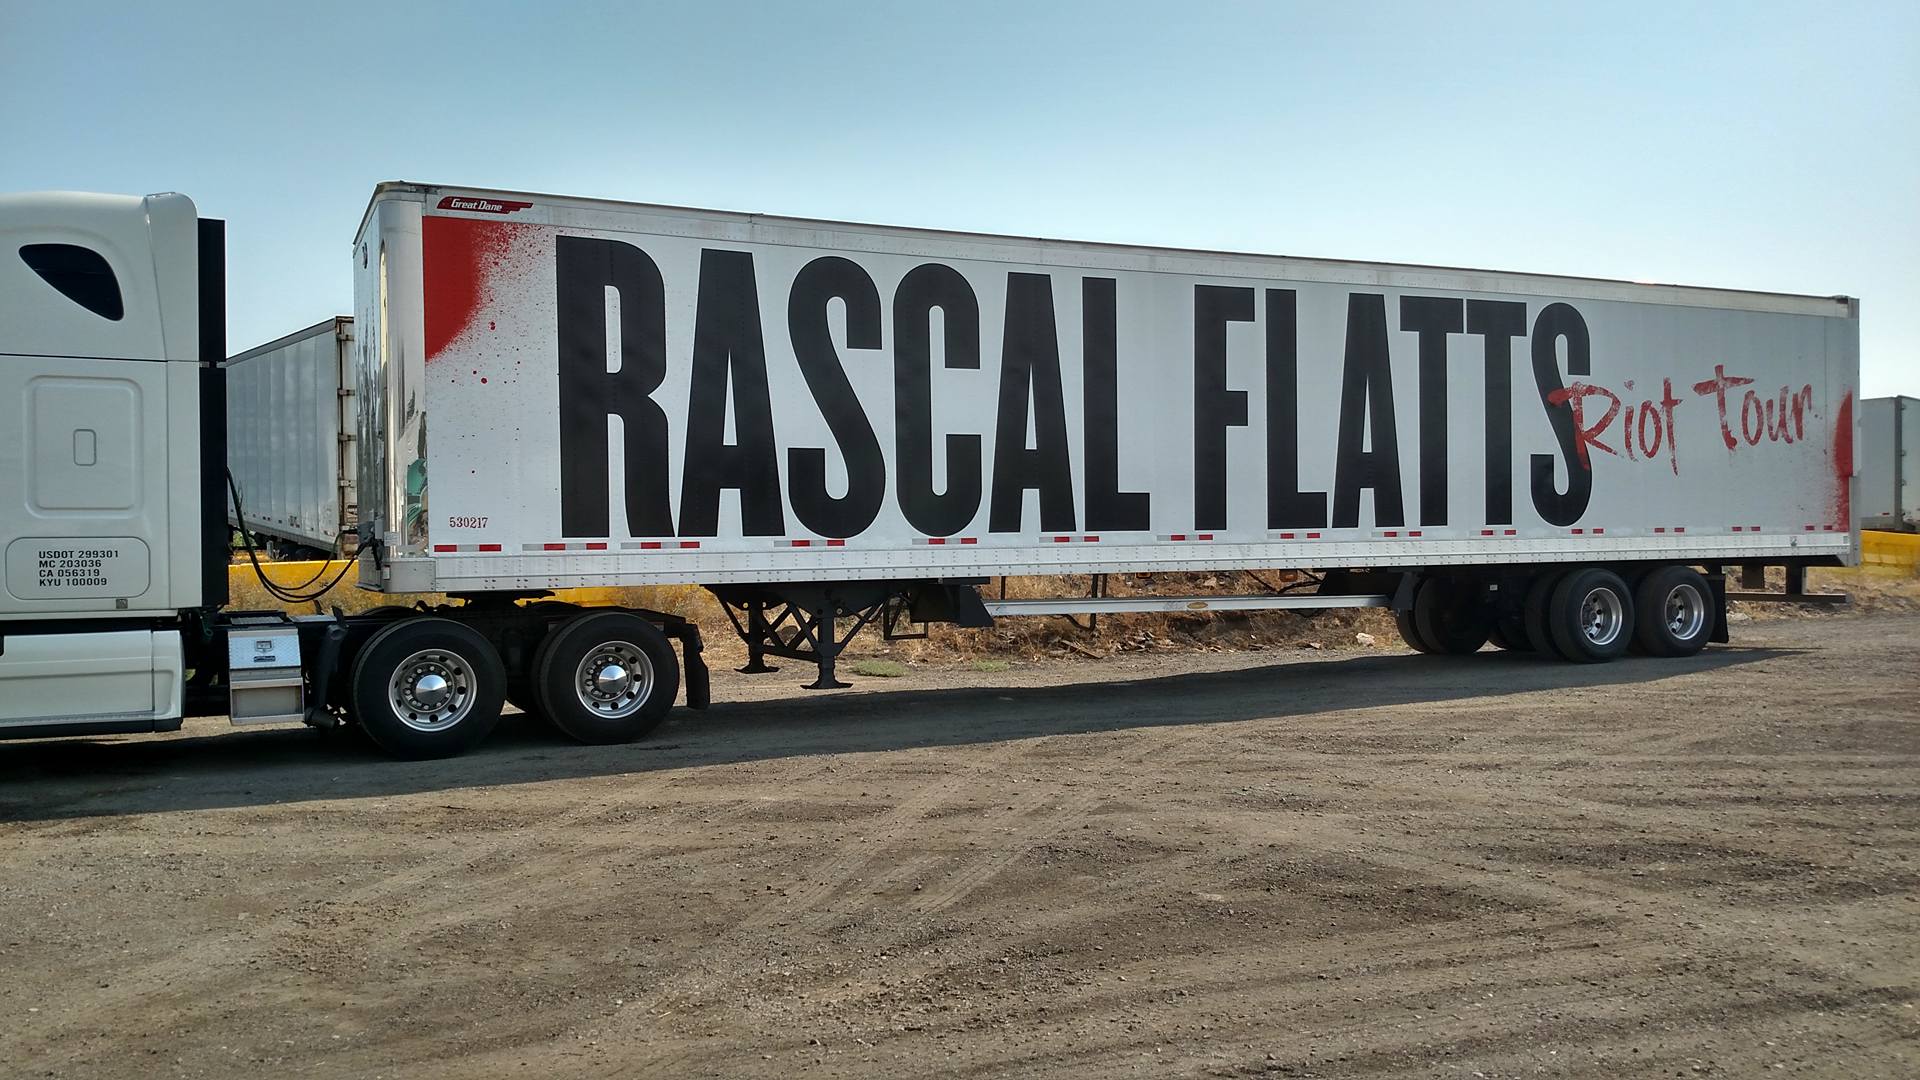 Great Dane
RASCAL FLATTS
Riot Tour
530217
USDOT 299301
MC 203036
CA 056319
KYU 100009